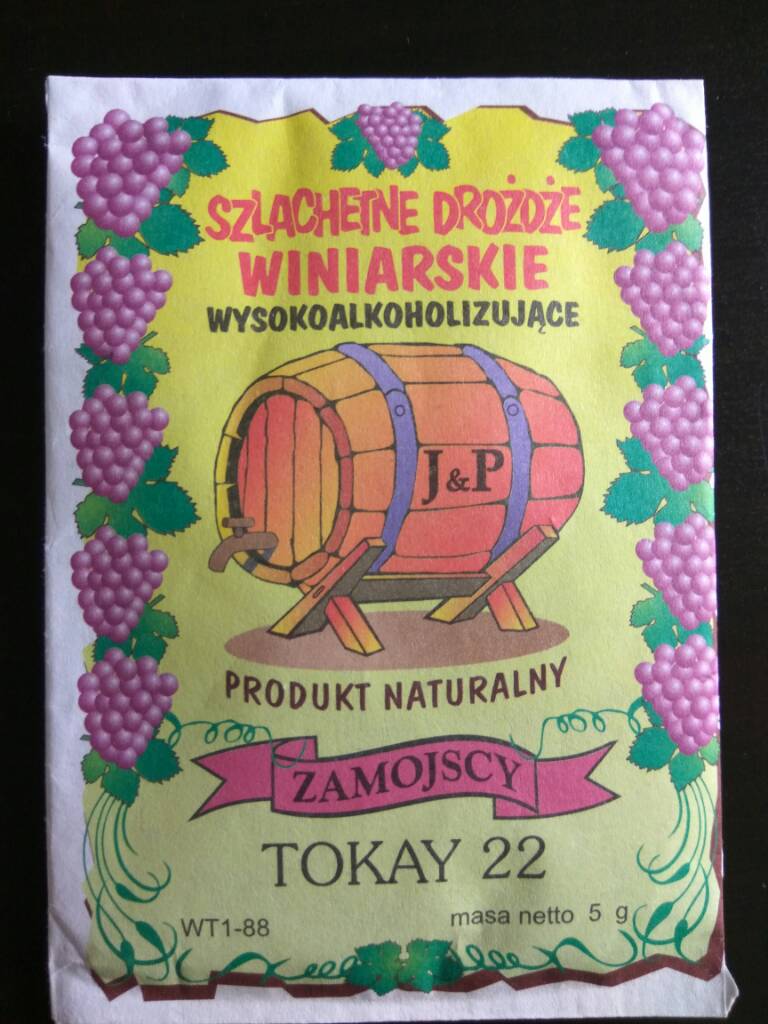 SZLACHETNE DROŻDŻE
WINIARSKIE
WYSOKOALKOHOLIZUJĄCE
J&P
PRODUKT NATURALNY
ZAMOJSCY
TOKAY 22
WT1-88 masa netto 5 g